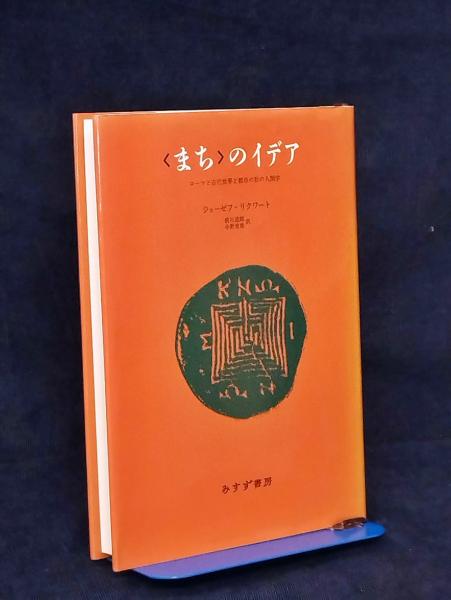 〈まち〉のイデア
ローマと古代世界の都市の形の人間学
ジョーゼフ・リクワート
前川道郎
小野育雄 訳
K N S
M I
みすず書房